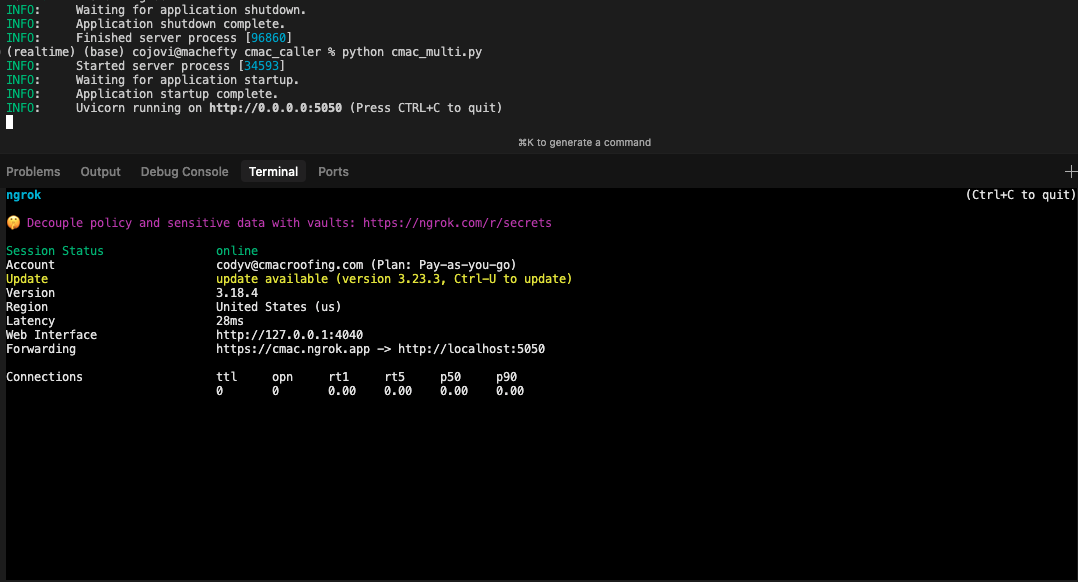 INFO: Waiting for application shutdown.
INFO: Application shutdown complete.
INFO: Finished server process [96860]
(realtime) (base) cojovi@machefty cmac_caller % python cmac_multi.py
INFO: Started server process [34593]
INFO: Waiting for application startup.
INFO: Application startup complete.
INFO: Uvicorn running on http://0.0.0.0:5050 (Press CTRL+C to quit)
⌘K to generate a command
Problems Output Debug Console Terminal Ports
ngrok (Ctrl+C to quit)
🤫 Decouple policy and sensitive data with vaults: https://ngrok.com/r/secrets
Session Status online
Account codyv@cmacroofing.com (Plan: Pay-as-you-go)
Update update available (version 3.23.3, Ctrl-U to update)
Version 3.18.4
Region United States (us)
Latency 28ms
Web Interface http://127.0.0.1:4040
Forwarding https://cmac.ngrok.app -> http://localhost:5050
Connections ttl opn rt1 rt5 p50 p90
0 0 0.00 0.00 0.00 0.00